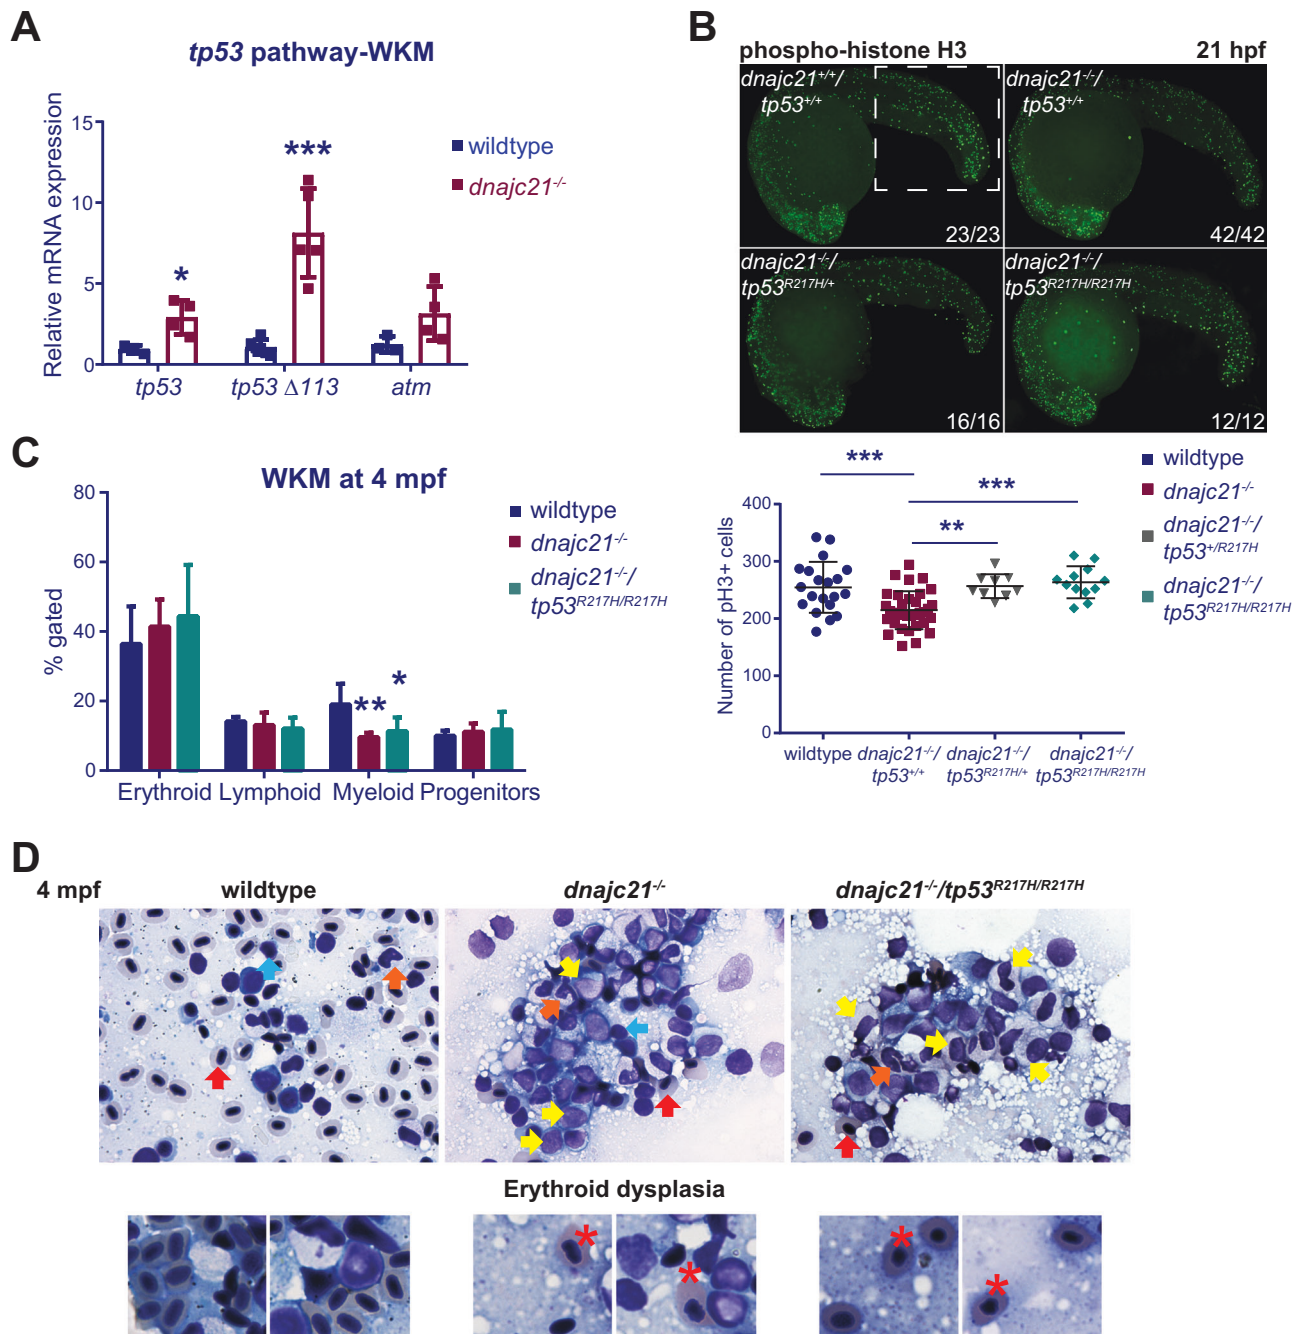 A
tp53 pathway-WKM
Relative mRNA expression
15
10
5
0
*
***
wildtype
dnajc21-/-
tp53
tp53 Δ113
atm
B
phospho-histone H3
21 hpf
dnajc21+/+/
tp53+/+
23/23
dnajc21-/-/
tp53+/+
42/42
dnajc21-/-/
tp53R217H/+
16/16
dnajc21-/-/
tp53R217H/R217H
12/12
***
***
**
Number of pH3+ cells
400
300
200
100
0
wildtype
dnajc21-/-/
tp53+/+
dnajc21-/-/
tp53R217H/+
dnajc21-/-/
tp53R217H/R217H
wildtype
dnajc21-/-
dnajc21-/-/
tp53+/R217H
dnajc21-/-/
tp53R217H/R217H
C
WKM at 4 mpf
% gated
80
60
40
20
0
**
*
wildtype
dnajc21-/-
dnajc21-/-/
tp53R217H/R217H
Erythroid
Lymphoid
Myeloid
Progenitors
D
4 mpf
wildtype
dnajc21-/-
dnajc21-/-/tp53R217H/R217H
Erythroid dysplasia
*
*
*
*